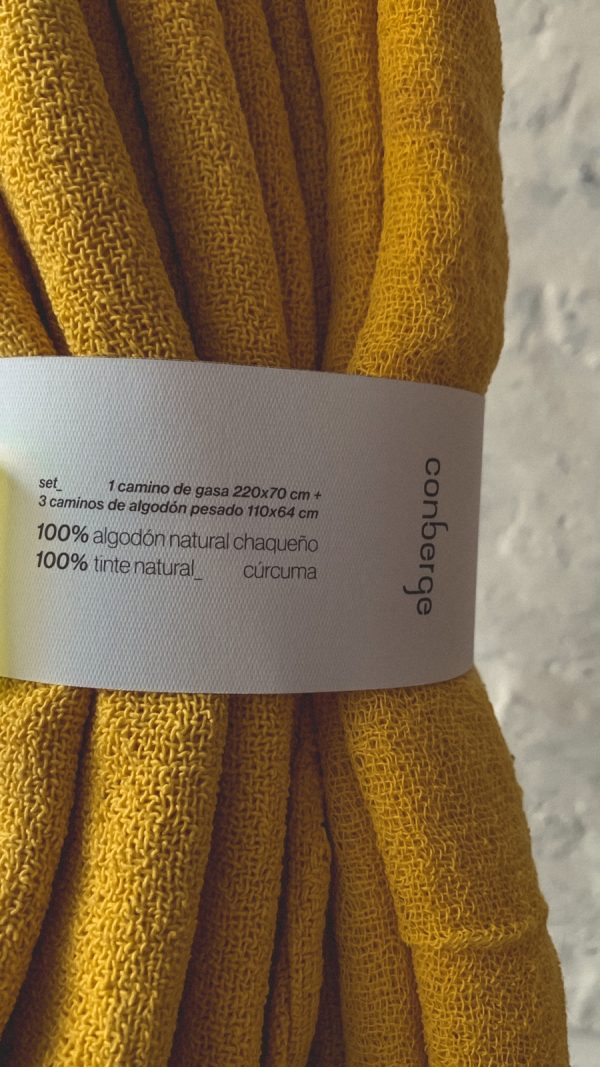 set_ 1 camino de gasa 220x70 cm +
3 caminos de algodón pesado 110x64 cm
100% algodón natural chaqueño
100% tinte natural_ cúrcuma
conberge